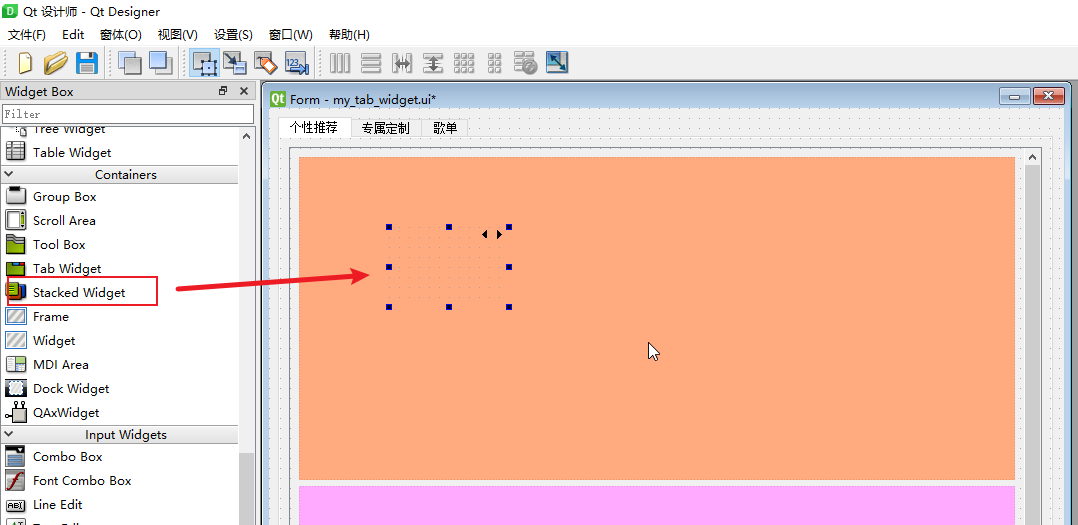 Qt 设计师 - Qt Designer
文件(F) Edit 窗体(O) 视图(V) 设置(S) 窗口(W) 帮助(H)
123
Widget Box
Filter
Tree Widget
Table Widget
Containers
Group Box
Scroll Area
Tool Box
Tab Widget
Stacked Widget
Frame
Widget
MDI Area
Dock Widget
QAxWidget
Input Widgets
Combo Box
Font Combo Box
Line Edit
Qt Form - my_tab_widget.ui*
个性推荐 专属定制 歌单